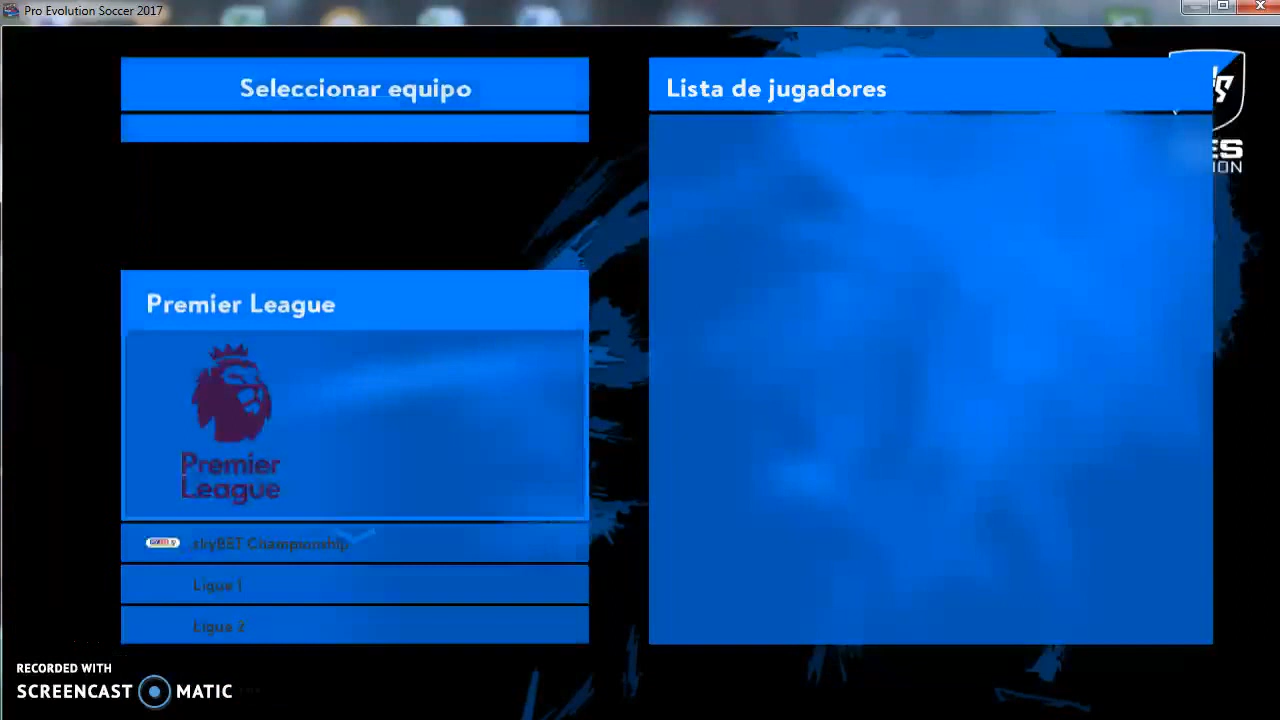 Pro Evolution Soccer 2017
Seleccionar equipo
Lista de jugadores
Premier League
Premier
League
skyBET Championship
Ligue 1
Ligue 2
RECORDED WITH
SCREENCAST MATIC